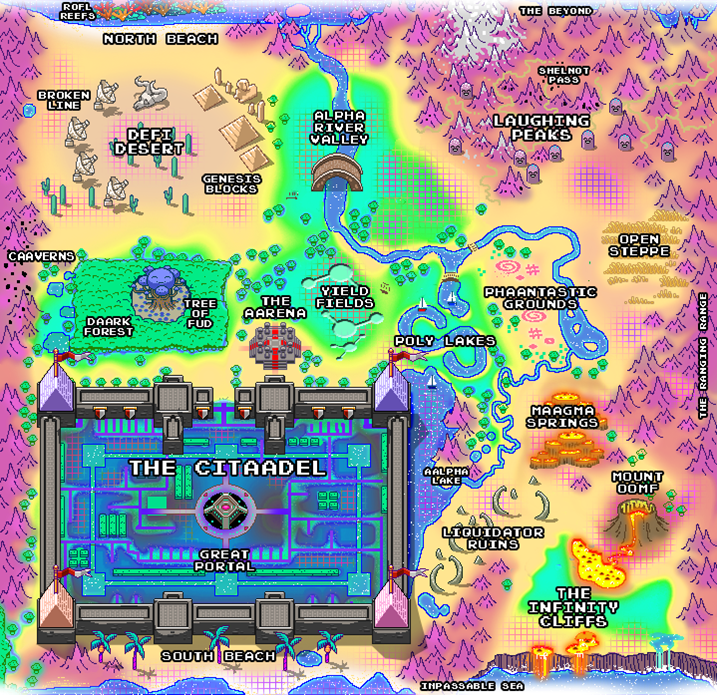 ROFL
REEFS
THE BEYOND
NORTH BEACH
SHELNOT
PASS
BROKEN
LINE
ALPHA
RIVER
VALLEY
LAUGHING
PEAKS
DEFI
DESERT
GENESIS
BLOCKS
OPEN
STEPPE
CAAVERNS
YIELD
FIELDS
PHAANTASTIC
GROUNDS
TREE
OF
FUD
THE
AARENA
DAARK
FOREST
POLY LAKES
THE RANGING RANGE
MAAGMA
SPRINGS
THE CITAADEL
AALPHA
LAKE
MOUNT
OOMF
LIQUIDATOR
RUINS
GREAT
PORTAL
THE
INFINITY
CLIFFS
SOUTH BEACH
INPASSABLE SEA